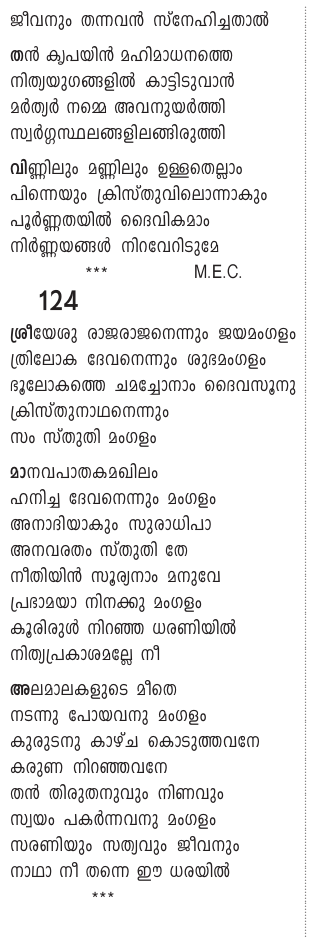 ജീവനും തന്നവൻ സ്നേഹിച്ചതാൽ
തൻ കൃപയിൻ മഹിമാധനത്തെ
നിത്യയുഗങ്ങളിൽ കാട്ടിടുവാൻ
മർത്യർ നമ്മെ അവനുയർത്തി
സ്വർഗ്ഗസ്ഥലങ്ങളിലങ്ങിരുത്തി
വിണ്ണിലും മണ്ണിലും ഉള്ളതെല്ലാം
പിന്നെയും ക്രിസ്തുവിലൊന്നാകും
പൂർണ്ണതയിൽ ദൈവികമാം
നിർണ്ണയങ്ങൾ നിറവേറിടുമേ
*** M.E.C.
124
ശ്രീയേശു രാജരാജനെന്നും ജയമംഗളം
ത്രിലോക ദേവനെന്നും ശുഭമംഗളം
ഭൂലോകത്തെ ചമച്ചോനാം ദൈവസൂനു
ക്രിസ്തുനാഥനെന്നും
സം സ്തുതി മംഗളം
മാനവപാതകമഖിലം
ഹനിച്ച ദേവനെന്നും മംഗളം
അനാദിയാകും സുരാധിപാ
അനവരതം സ്തുതി തേ
നീതിയിൻ സൂര്യനാം മനുവേ
പ്രഭാമയാ നിനക്കു മംഗളം
കൂരിരുൾ നിറഞ്ഞ ധരണിയിൽ
നിത്യപ്രകാശമല്ലേ നീ
അലമാലകളുടെ മീതെ
നടന്നു പോയവനു മംഗളം
കുരുടനു കാഴ്ച കൊടുത്തവനേ
കരുണ നിറഞ്ഞവനേ
തൻ തിരുതനുവും നിണവും
സ്വയം പകർന്നവനു മംഗളം
സരണിയും സത്യവും ജീവനും
നാഥാ നീ തന്നെ ഈ ധരയിൽ
***